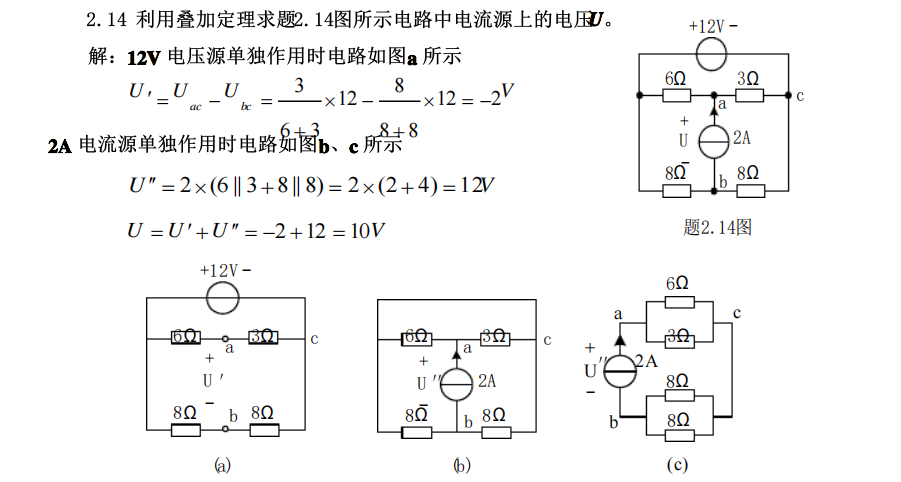 2.14 利用叠加定理求题2.14图所示电路中电流源上的电压U。
解：12V 电压源单独作用时电路如图a 所示
U′ = U_ac − U_bc = 3/(6+3) ×12 − 8/(8+8) ×12 = −2V
2A 电流源单独作用时电路如图b、c 所示
U″ = 2×(6 || 3+8 || 8) = 2×(2+4) = 12V
U = U′+U″ = −2+12 = 10V
+12V −
6Ω 3Ω
a c
+
U 2A
−
8Ω b 8Ω
题2.14图
+12V −
6Ω 3Ω c
a
+
U ′
−
8Ω b 8Ω
(a)
6Ω 3Ω c
a
+
U ″ 2A
−
8Ω b 8Ω
(b)
6Ω
a c
3Ω
+
U″ 2A
−
8Ω
b 8Ω
(c)